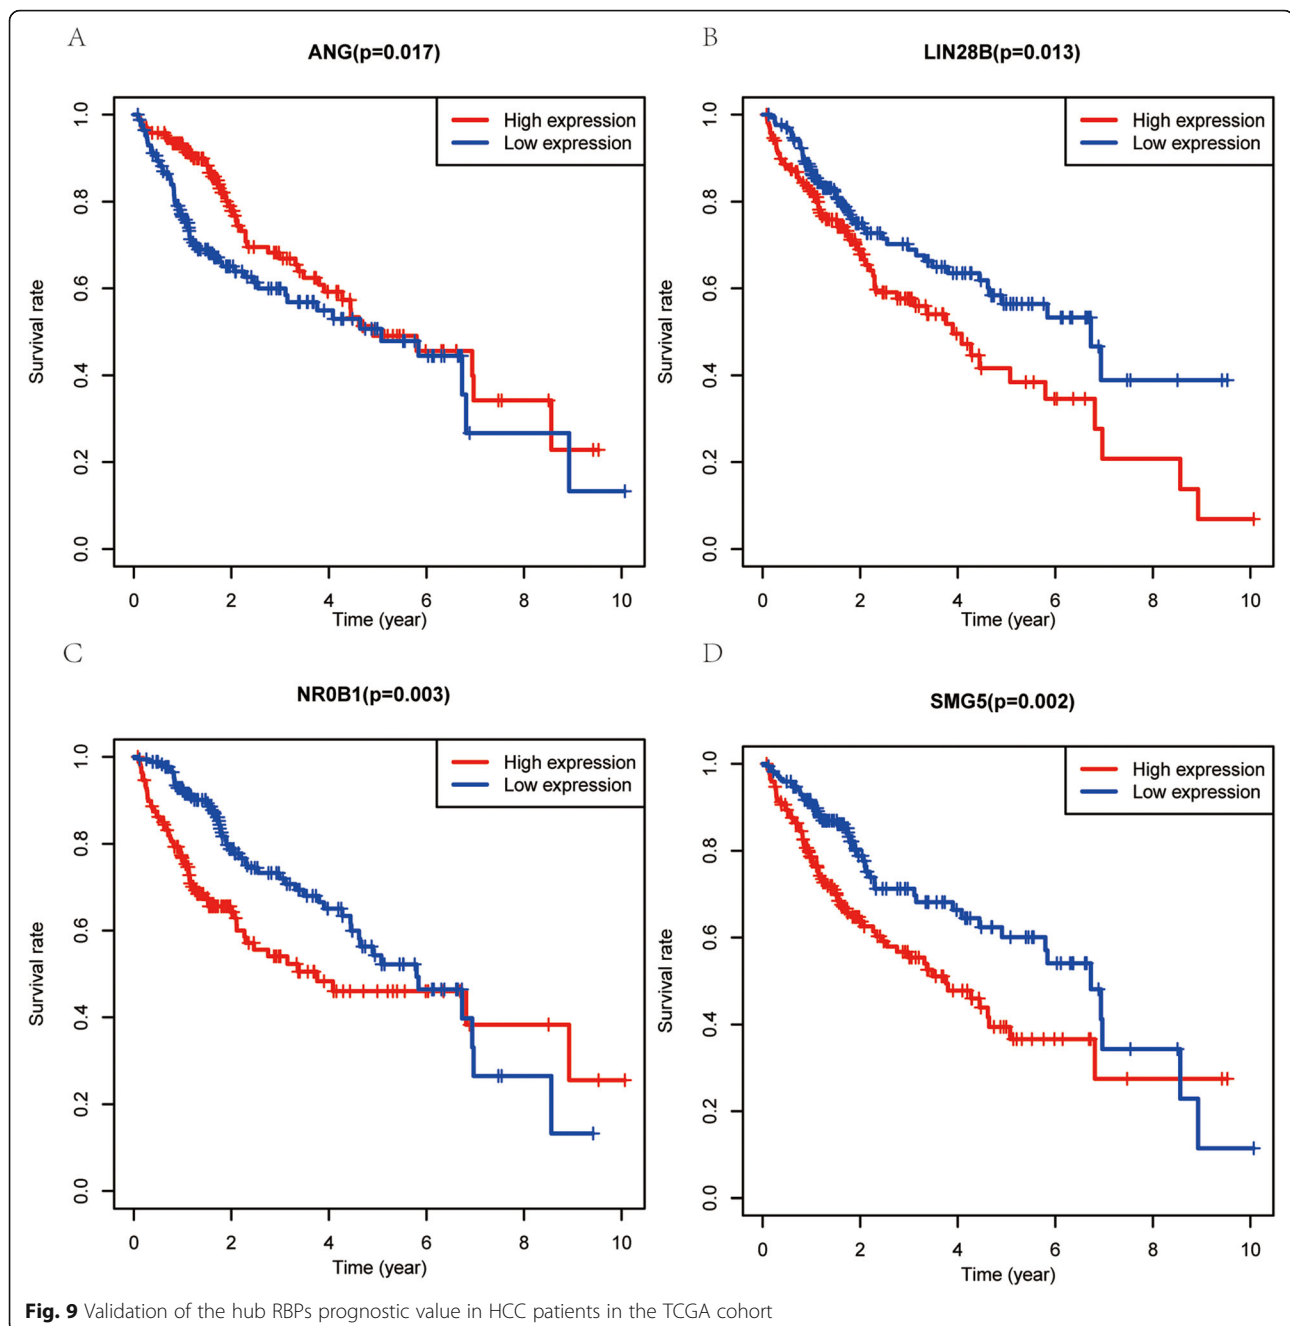 A
ANG(p=0.017)
High expression
Low expression
Survival rate
1.0
0.8
0.6
0.4
0.2
0.0
0 2 4 6 8 10
Time (year)
B
LIN28B(p=0.013)
High expression
Low expression
Survival rate
1.0
0.8
0.6
0.4
0.2
0.0
0 2 4 6 8 10
Time (year)
C
NR0B1(p=0.003)
High expression
Low expression
Survival rate
1.0
0.8
0.6
0.4
0.2
0.0
0 2 4 6 8 10
Time (year)
D
SMG5(p=0.002)
High expression
Low expression
Survival rate
1.0
0.8
0.6
0.4
0.2
0.0
0 2 4 6 8 10
Time (year)
Fig. 9 Validation of the hub RBPs prognostic value in HCC patients in the TCGA cohort